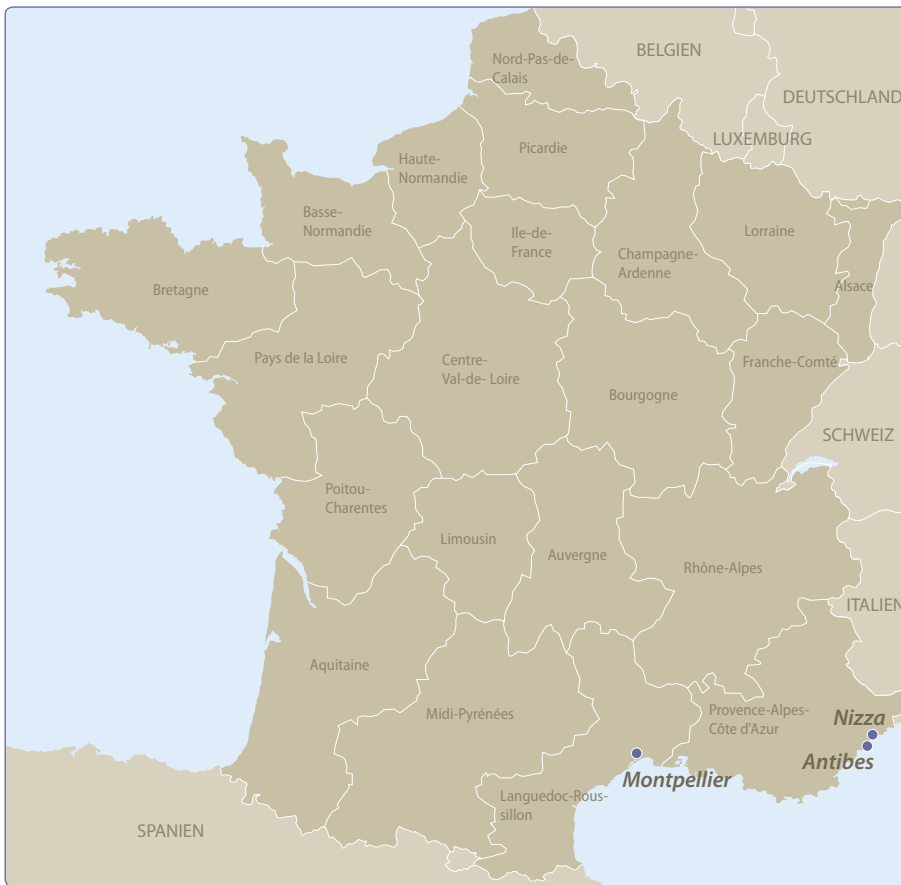 Nord-Pas-de-
Calais
BELGIEN
DEUTSCHLAND
LUXEMBURG
Picardie
Haute-
Normandie
Basse-
Normandie
Ile-de-
France
Champagne-
Ardenne
Lorraine
Alsace
Bretagne
Pays de la Loire
Centre-
Val-de- Loire
Bourgogne
Franche-Comté
SCHWEIZ
Poitou-
Charentes
Limousin
Auvergne
Rhône-Alpes
ITALIEN
Aquitaine
Midi-Pyrénées
Provence-Alpes-
Côte d'Azur
Nizza
Antibes
Montpellier
Languedoc-Rous-
sillon
SPANIEN